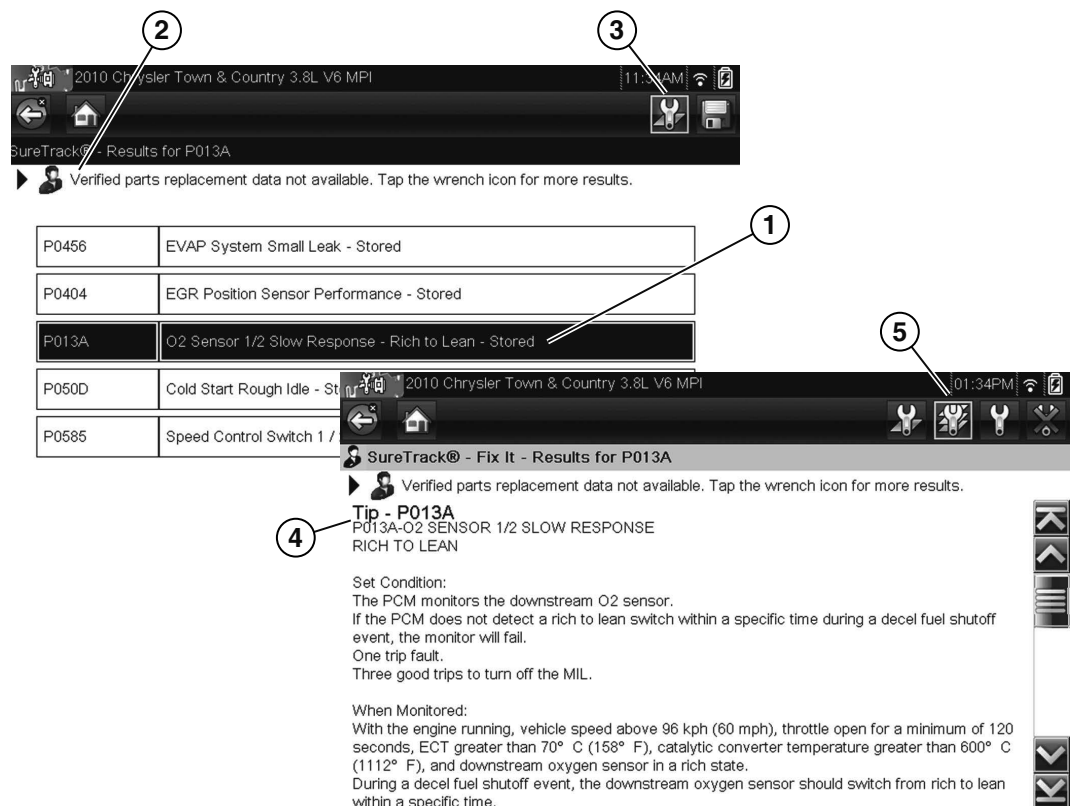 2
3
2010 Chrysler Town & Country 3.8L V6 MPI
11:34AM
SureTrack® - Results for P013A
Verified parts replacement data not available. Tap the wrench icon for more results.
1
P0456 EVAP System Small Leak - Stored
P0404 EGR Position Sensor Performance - Stored
P013A O2 Sensor 1/2 Slow Response - Rich to Lean - Stored
P050D Cold Start Rough Idle -
P0585 Speed Control Switch 1 /
5
2010 Chrysler Town & Country 3.8L V6 MPI
01:34PM
SureTrack® - Fix It - Results for P013A
Verified parts replacement data not available. Tap the wrench icon for more results.
4
Tip - P013A
P013A-O2 SENSOR 1/2 SLOW RESPONSE
RICH TO LEAN
Set Condition:
The PCM monitors the downstream O2 sensor.
If the PCM does not detect a rich to lean switch within a specific time during a decel fuel shutoff
event, the monitor will fail.
One trip fault.
Three good trips to turn off the MIL.
When Monitored:
With the engine running, vehicle speed above 96 kph (60 mph), throttle open for a minimum of 120
seconds, ECT greater than 70° C (158° F), catalytic converter temperature greater than 600° C
(1112° F), and downstream oxygen sensor in a rich state.
During a decel fuel shutoff event, the downstream oxygen sensor should switch from rich to lean
within a specific time.